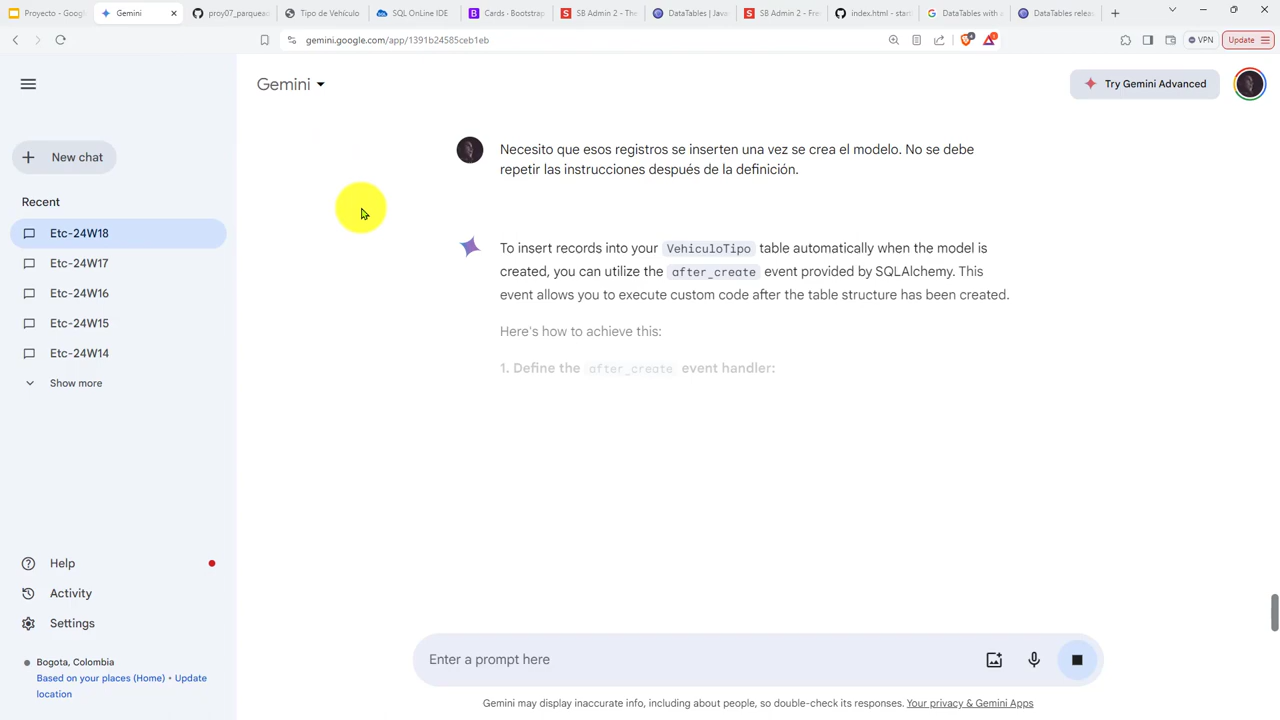 Proyecto - Goog
Gemini
proy07_parquead
Tipo de Vehículo
SQL OnLine IDE
Cards · Bootstrap
SB Admin 2 - The
DataTables | Java
SB Admin 2 - Fre
index.html - start
DataTables with a
DataTables relea
gemini.google.com/app/1391b24585ceb1eb
VPN
Update
Gemini
Try Gemini Advanced
New chat
Recent
Etc-24W18
Etc-24W17
Etc-24W16
Etc-24W15
Etc-24W14
Show more
Necesito que esos registros se inserten una vez se crea el modelo. No se debe
repetir las instrucciones después de la definición.
To insert records into your VehiculoTipo table automatically when the model is
created, you can utilize the after_create event provided by SQLAlchemy. This
event allows you to execute custom code after the table structure has been created.
Here's how to achieve this:
1. Define the after_create event handler:
Help
Activity
Settings
Bogota, Colombia
Based on your places (Home) • Update
location
Enter a prompt here
Gemini may display inaccurate info, including about people, so double-check its responses. Your privacy & Gemini Apps